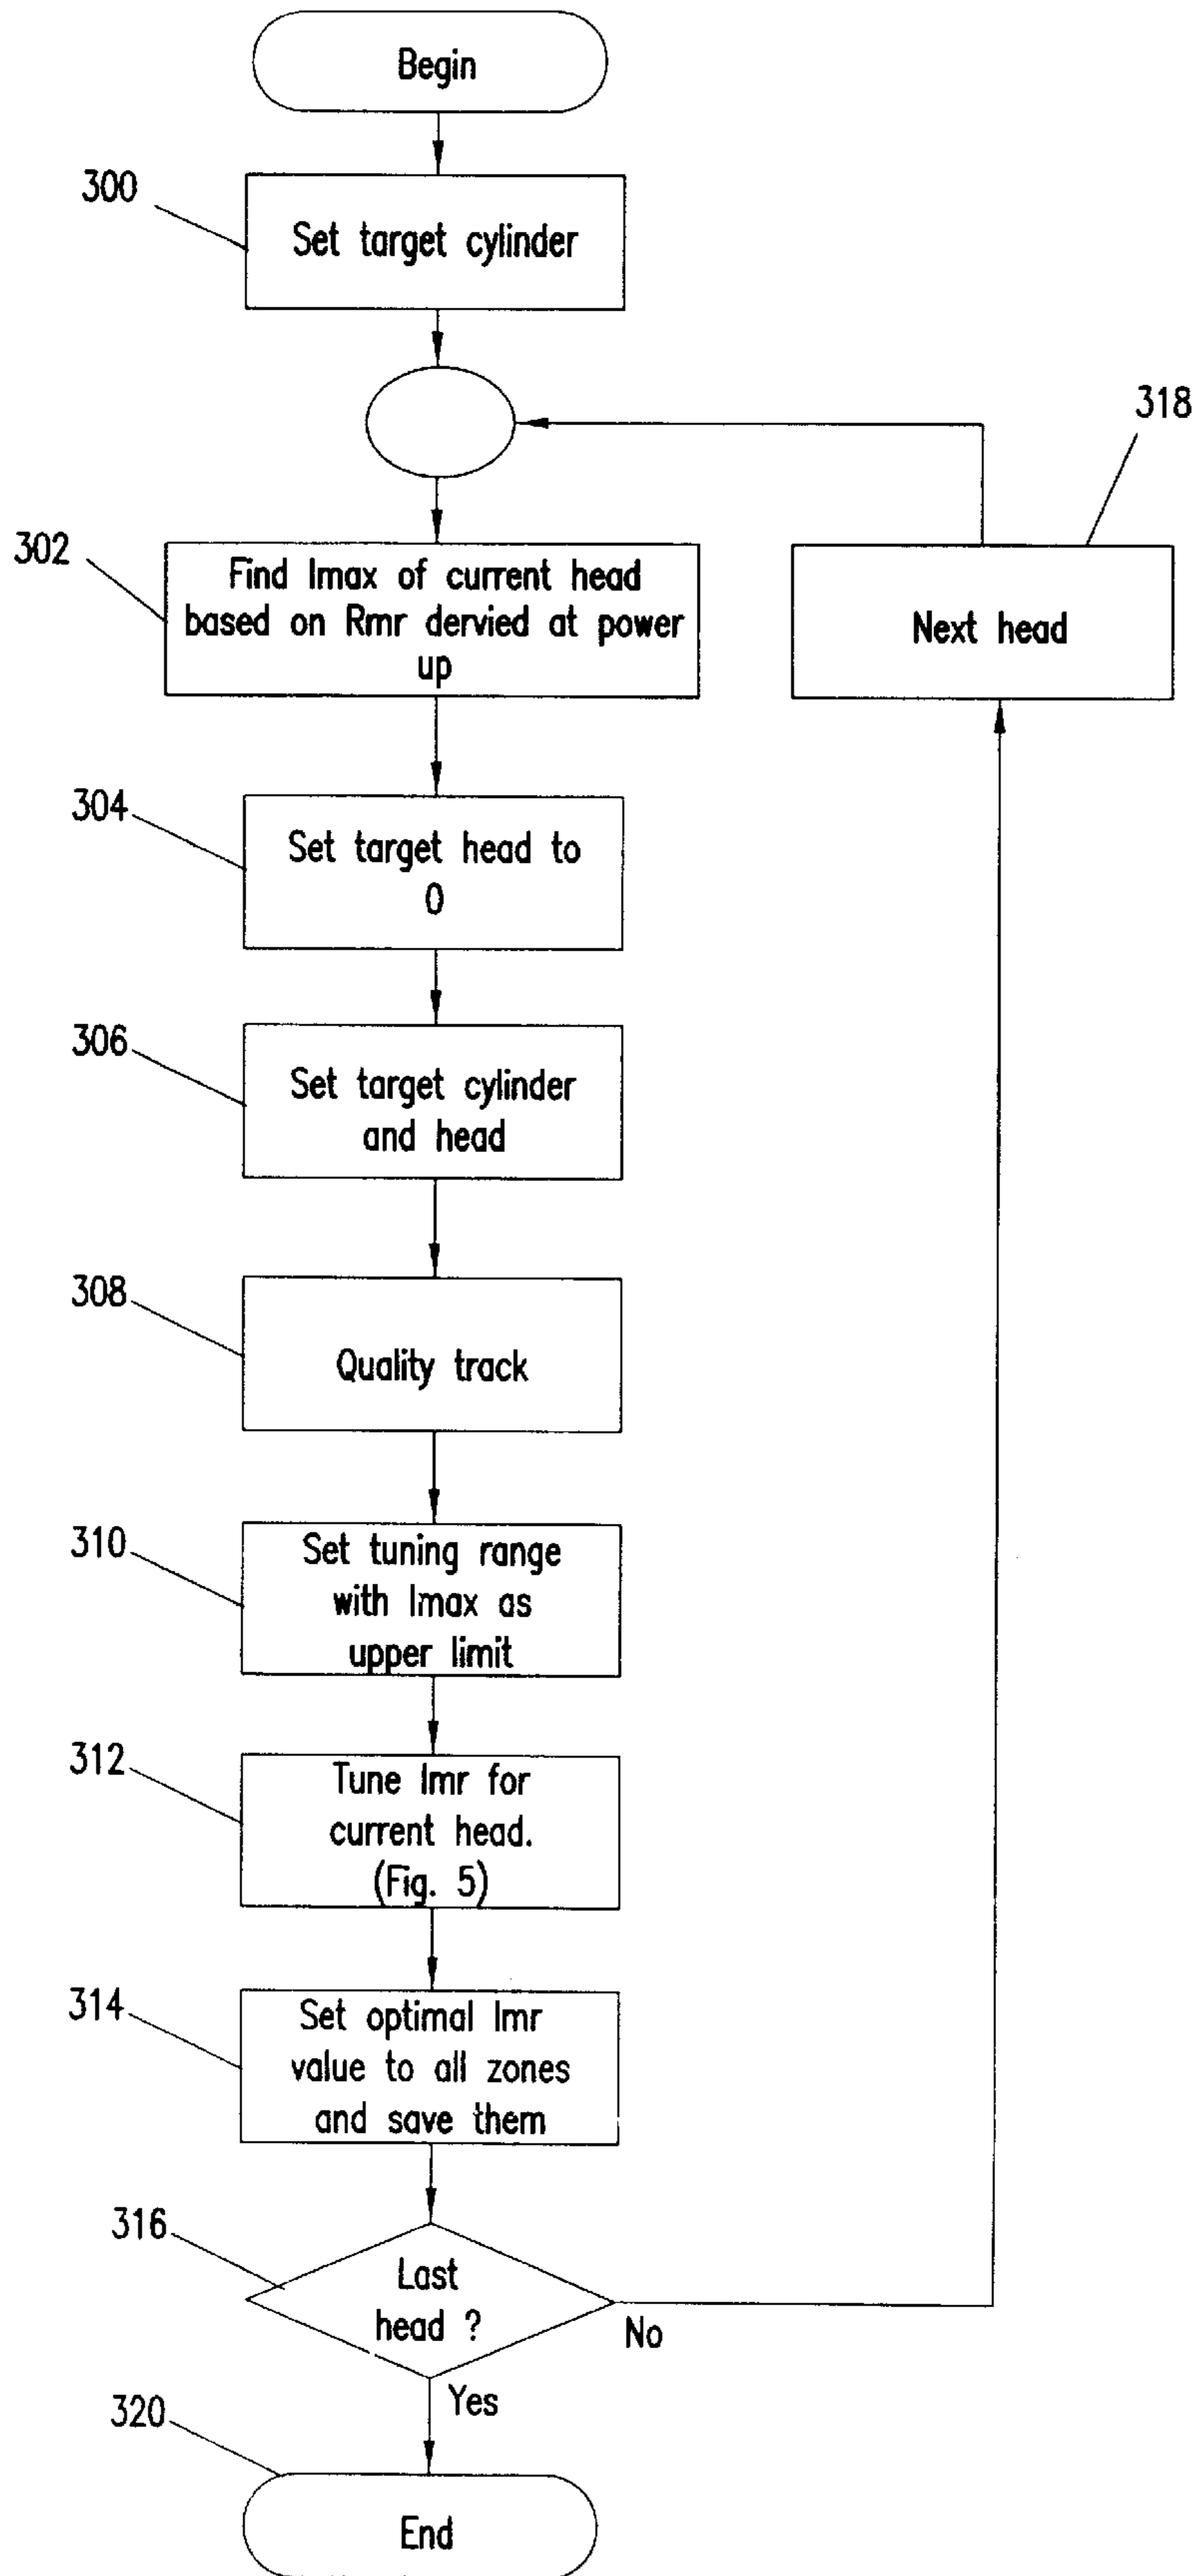 Begin
300
Set target cylinder
318
302
Find Imax of current head
based on Rmr dervied at power
up
Next head
304
Set target head to
0
306
Set target cylinder
and head
308
Quality track
310
Set tuning range
with Imax as
upper limit
312
Tune Imr for
current head.
(Fig. 5)
314
Set optimal Imr
value to all zones
and save them
316
Last
head ?
No
Yes
320
End